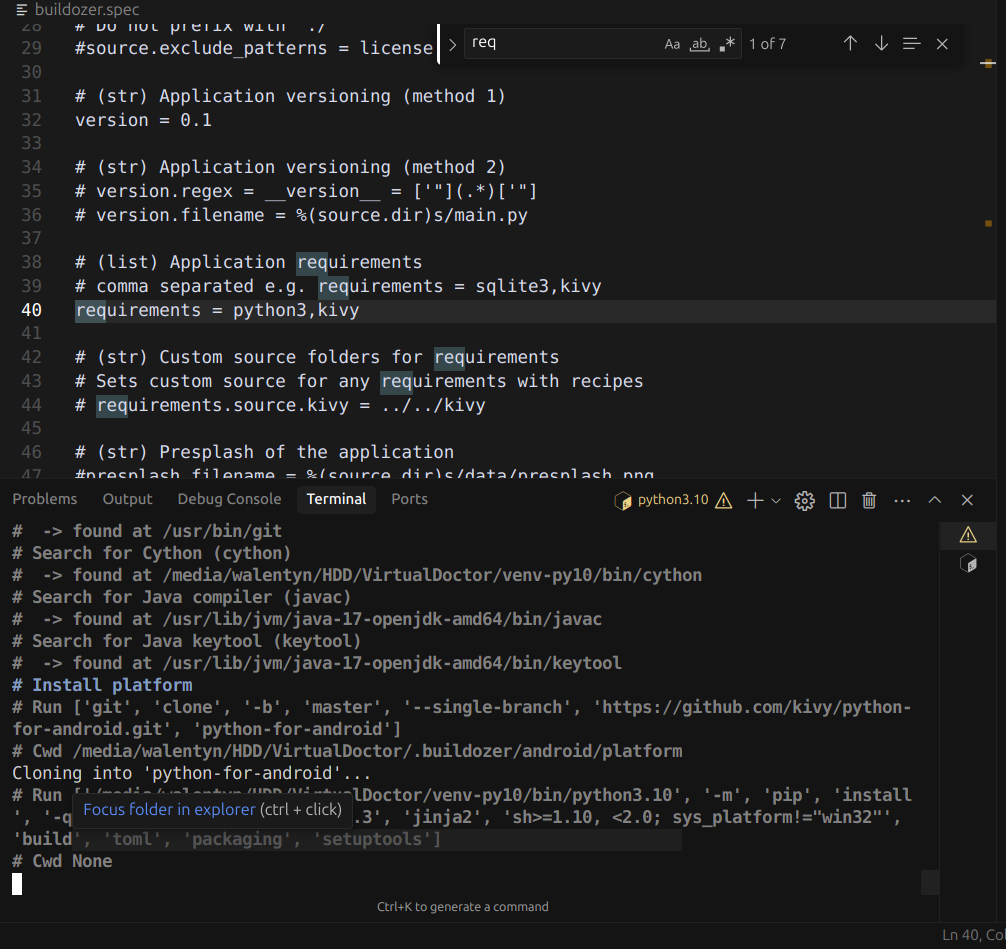 buildozer.spec
28 # Do not prefix with './'
29 #source.exclude_patterns = license
req
Aa ab .* 1 of 7
30
31 # (str) Application versioning (method 1)
32 version = 0.1
33
34 # (str) Application versioning (method 2)
35 # version.regex = __version__ = ['"](.*)['"]
36 # version.filename = %(source.dir)s/main.py
37
38 # (list) Application requirements
39 # comma separated e.g. requirements = sqlite3,kivy
40 requirements = python3,kivy
41
42 # (str) Custom source folders for requirements
43 # Sets custom source for any requirements with recipes
44 # requirements.source.kivy = ../../kivy
45
46 # (str) Presplash of the application
47 #presplash.filename = %(source.dir)s/data/presplash.png
Problems Output Debug Console Terminal Ports python3.10
#  -> found at /usr/bin/git
# Search for Cython (cython)
#  -> found at /media/walentyn/HDD/VirtualDoctor/venv-py10/bin/cython
# Search for Java compiler (javac)
#  -> found at /usr/lib/jvm/java-17-openjdk-amd64/bin/javac
# Search for Java keytool (keytool)
#  -> found at /usr/lib/jvm/java-17-openjdk-amd64/bin/keytool
# Install platform
# Run ['git', 'clone', '-b', 'master', '--single-branch', 'https://github.com/kivy/python-
for-android.git', 'python-for-android']
# Cwd /media/walentyn/HDD/VirtualDoctor/.buildozer/android/platform
Cloning into 'python-for-android'...
# Run ['/media/walentyn/HDD/VirtualDoctor/venv-py10/bin/python3.10', '-m', 'pip', 'install
Focus folder in explorer (ctrl + click)
', '-q .3', 'jinja2', 'sh>=1.10, <2.0; sys_platform!="win32"',
'build', 'toml', 'packaging', 'setuptools']
# Cwd None
Ctrl+K to generate a command
Ln 40, Co